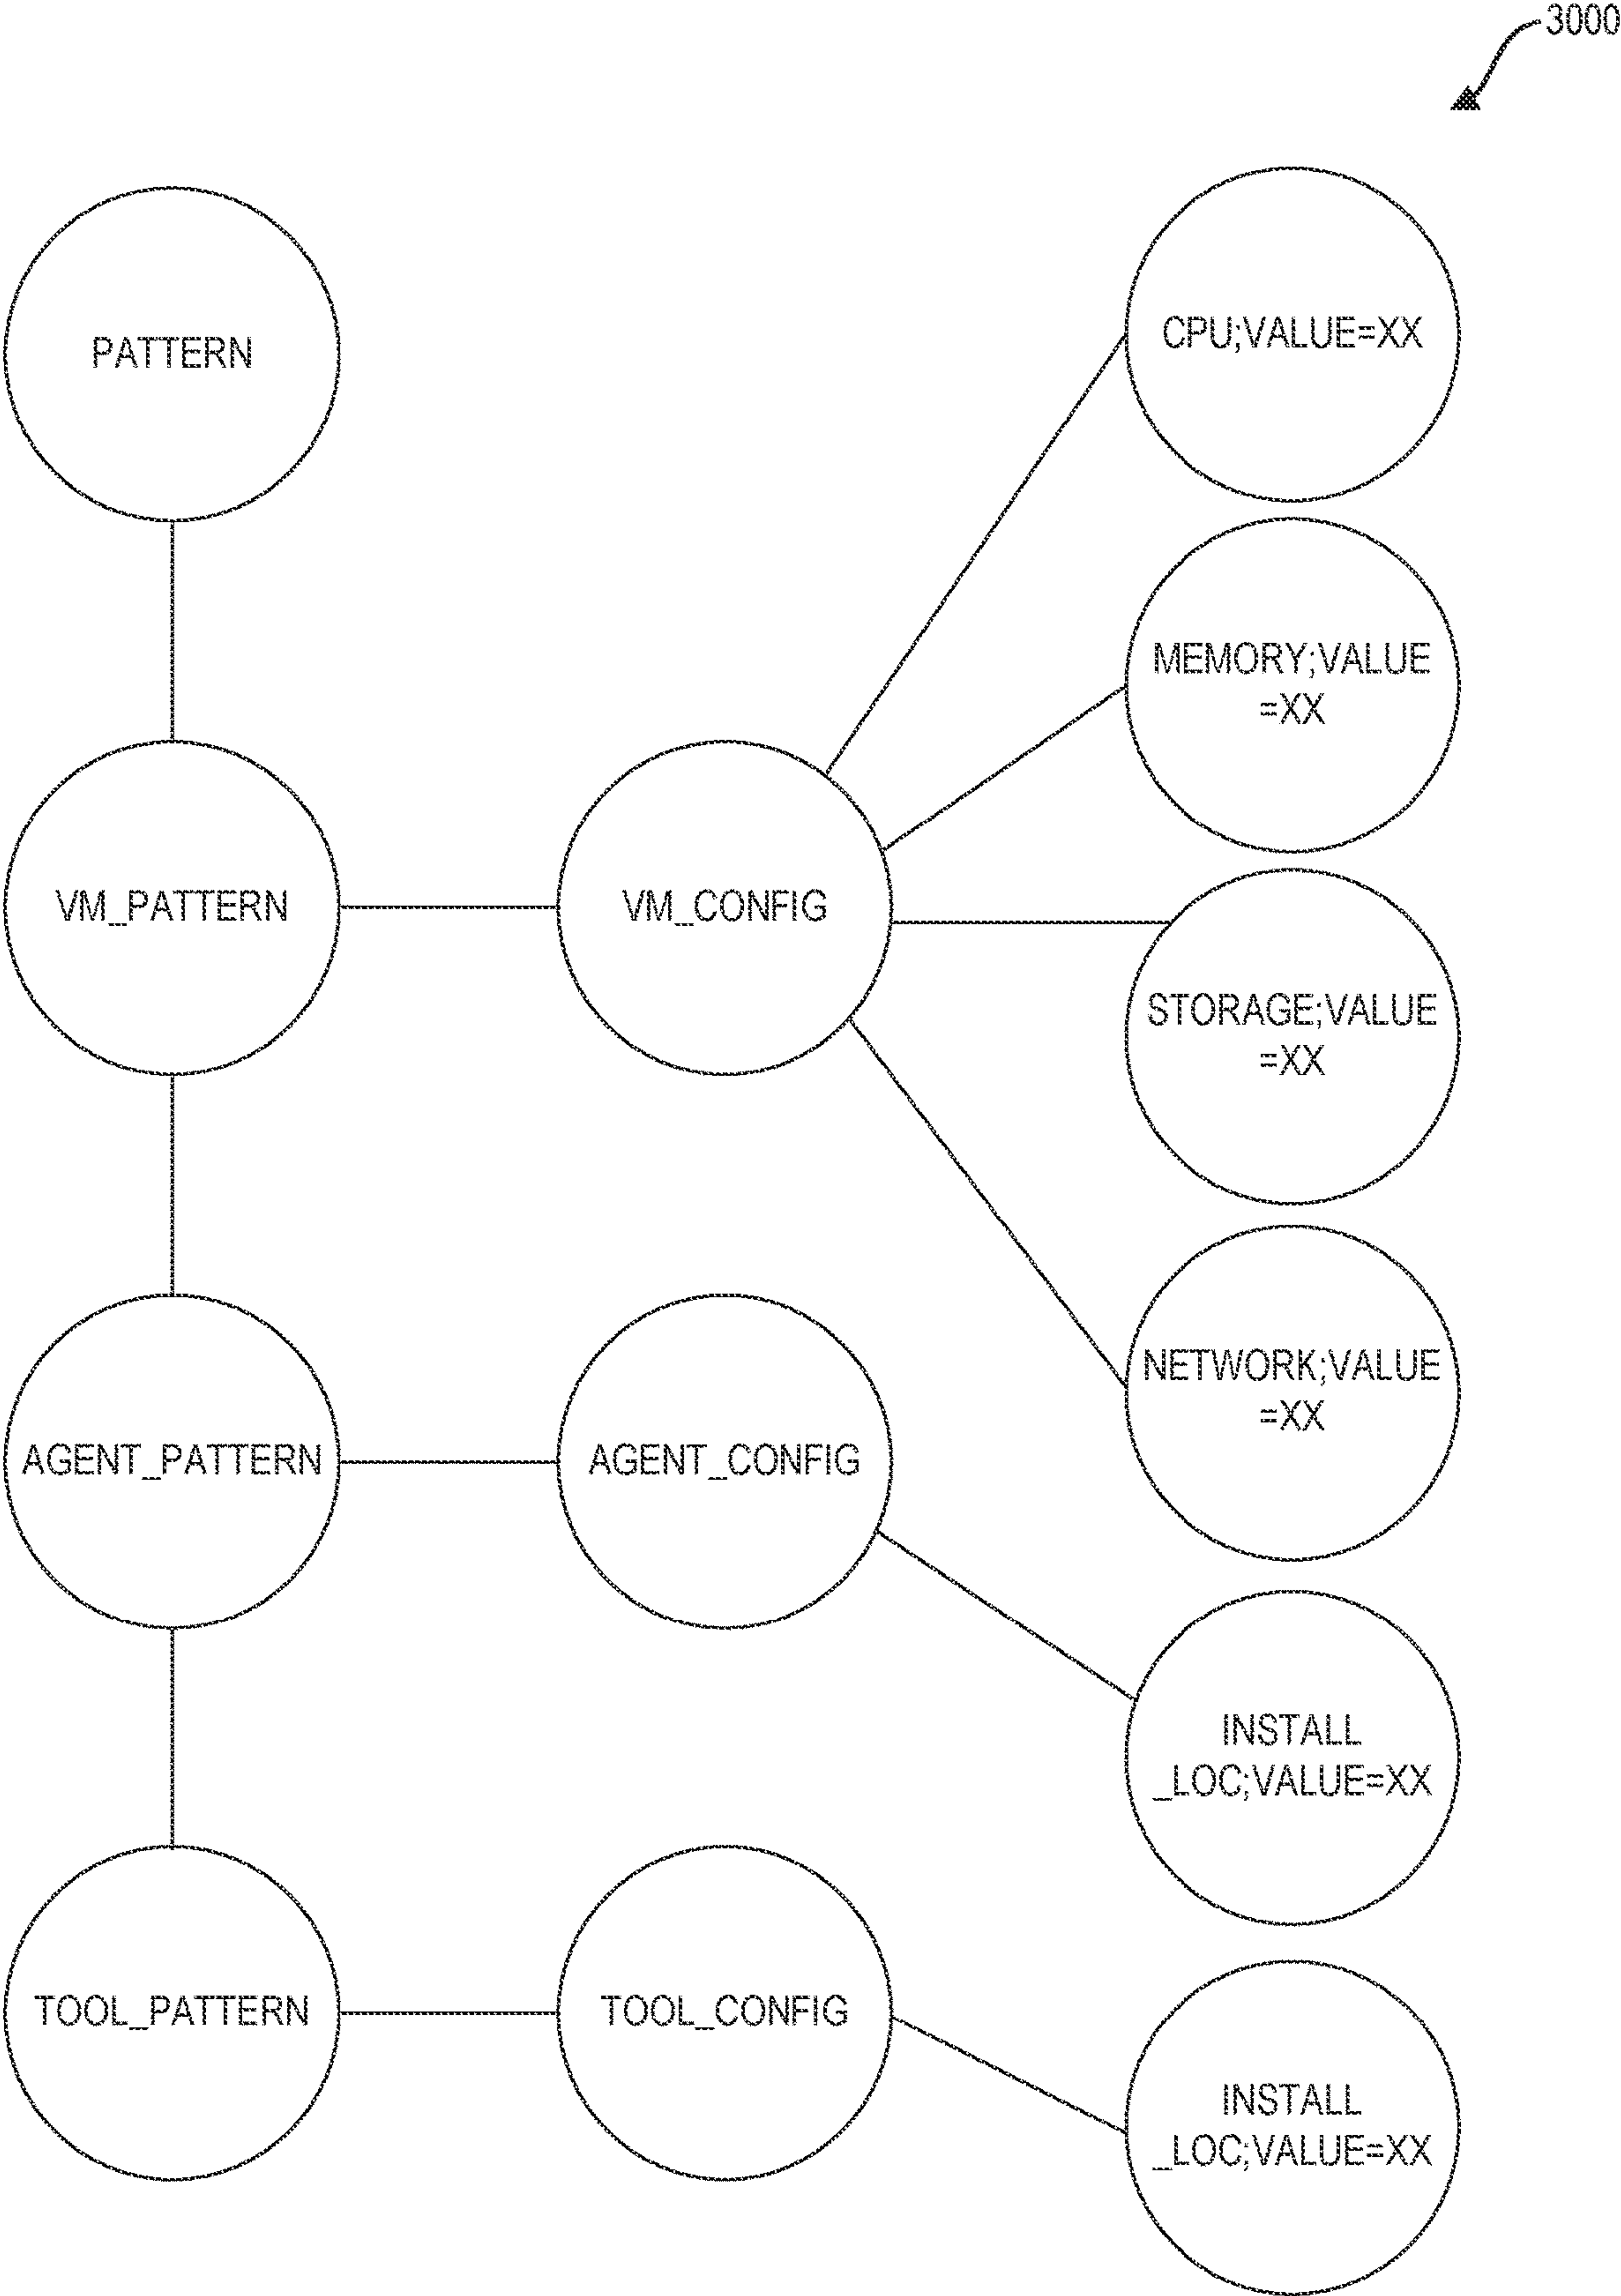 3000
PATTERN
CPU;VALUE=XX
MEMORY;VALUE
=XX
VM_PATTERN
VM_CONFIG
STORAGE;VALUE
=XX
NETWORK;VALUE
=XX
AGENT_PATTERN
AGENT_CONFIG
INSTALL
_LOC;VALUE=XX
TOOL_PATTERN
TOOL_CONFIG
INSTALL
_LOC;VALUE=XX